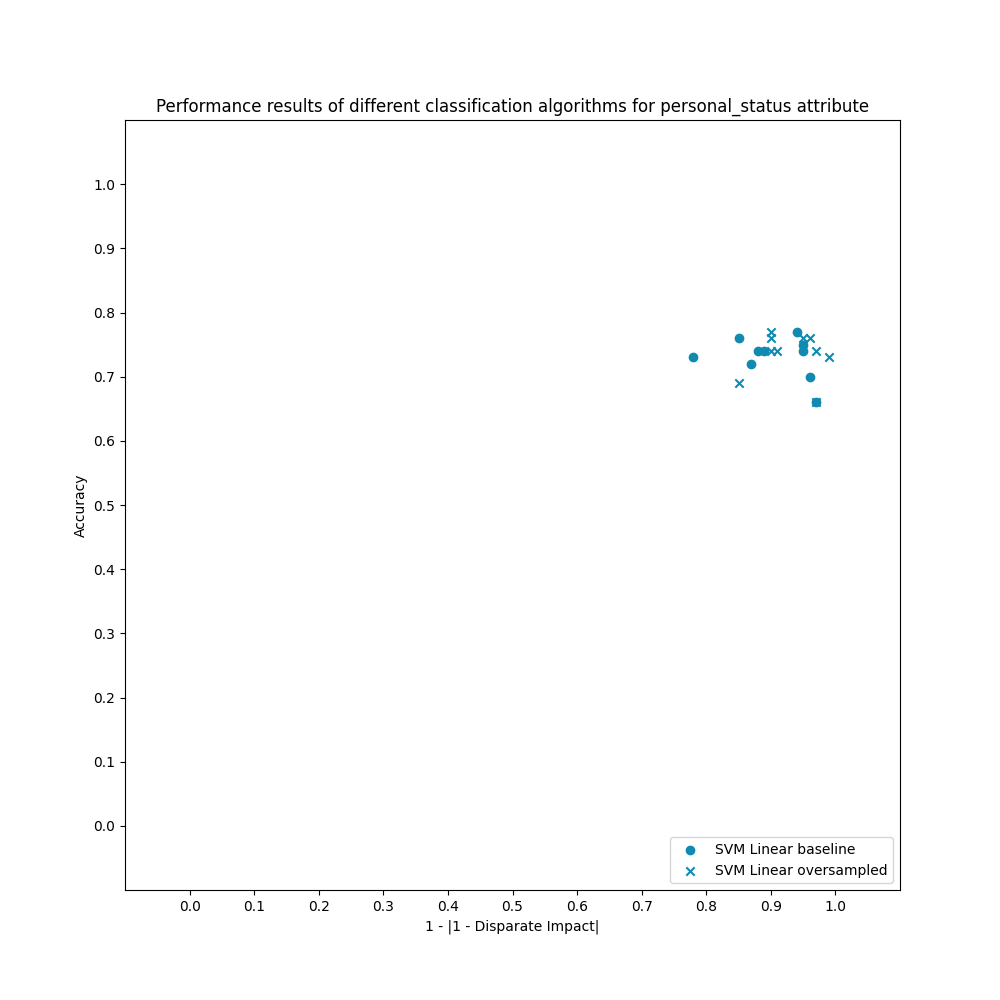 Performance results of different classification algorithms for personal_status attribute
1.0
0.9
0.8
0.7
0.6
0.5
0.4
0.3
0.2
0.1
0.0
Accuracy
SVM Linear baseline
SVM Linear oversampled
0.0 0.1 0.2 0.3 0.4 0.5 0.6 0.7 0.8 0.9 1.0
1 - |1 - Disparate Impact|